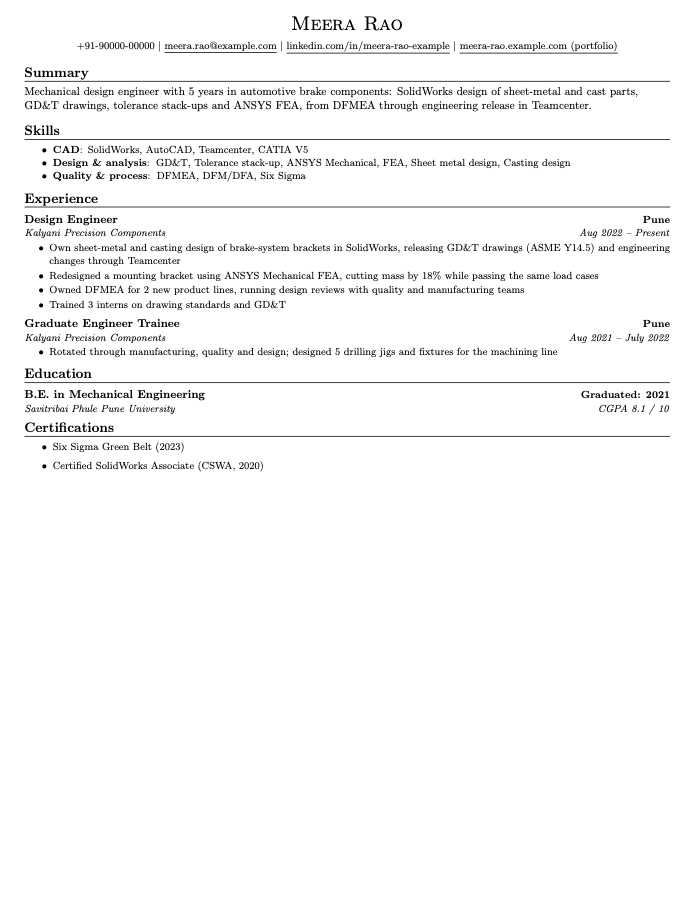 Meera Rao
+91-90000-00000 | meera.rao@example.com | linkedin.com/in/meera-rao-example | meera-rao.example.com (portfolio)
Summary
Mechanical design engineer with 5 years in automotive brake components: SolidWorks design of sheet-metal and cast parts,
GD&T drawings, tolerance stack-ups and ANSYS FEA, from DFMEA through engineering release in Teamcenter.
Skills
• CAD: SolidWorks, AutoCAD, Teamcenter, CATIA V5
• Design & analysis: GD&T, Tolerance stack-up, ANSYS Mechanical, FEA, Sheet metal design, Casting design
• Quality & process: DFMEA, DFM/DFA, Six Sigma
Experience
Design Engineer Pune
Kalyani Precision Components Aug 2022 – Present
• Own sheet-metal and casting design of brake-system brackets in SolidWorks, releasing GD&T drawings (ASME Y14.5) and engineering
changes through Teamcenter
• Redesigned a mounting bracket using ANSYS Mechanical FEA, cutting mass by 18% while passing the same load cases
• Owned DFMEA for 2 new product lines, running design reviews with quality and manufacturing teams
• Trained 3 interns on drawing standards and GD&T
Graduate Engineer Trainee Pune
Kalyani Precision Components Aug 2021 – July 2022
• Rotated through manufacturing, quality and design; designed 5 drilling jigs and fixtures for the machining line
Education
B.E. in Mechanical Engineering Graduated: 2021
Savitribai Phule Pune University CGPA 8.1 / 10
Certifications
• Six Sigma Green Belt (2023)
• Certified SolidWorks Associate (CSWA, 2020)